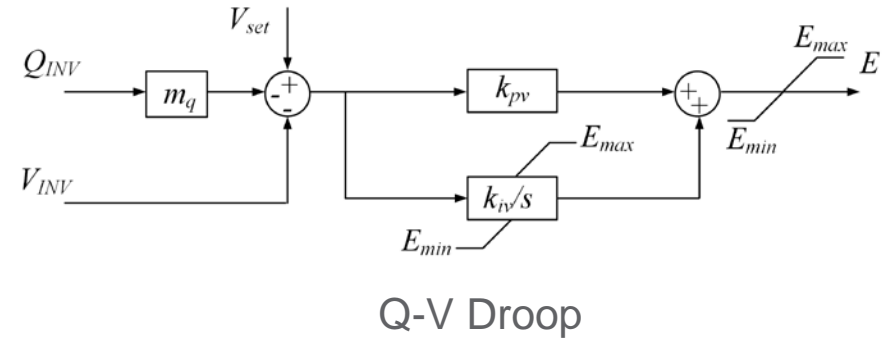 V_set
Q_INV
m_q
+
-
-
k_pv
+
+
E_max
E
E_min
V_INV
E_max
k_iv/s
E_min
Q-V Droop